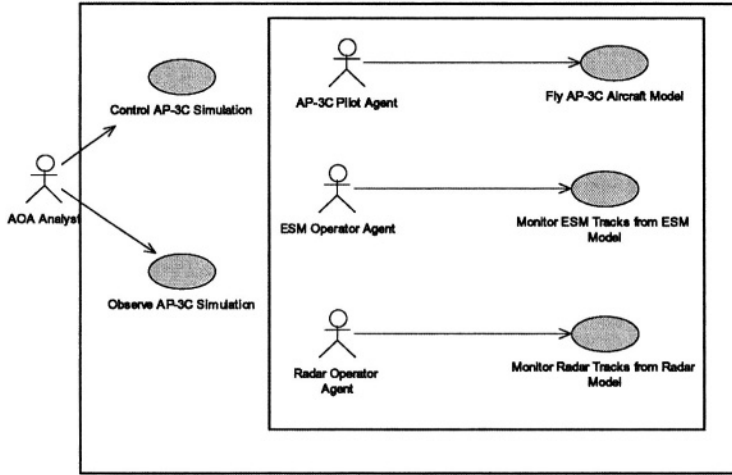 Control AP-3C Simulation
AOA Analyst
Observe AP-3C Simulation
AP-3C Pilot Agent
Fly AP-3C Aircraft Model
ESM Operator Agent
Monitor ESM Tracks from ESM
Model
Radar Operator
Agent
Monitor Radar Tracks from Radar
Model